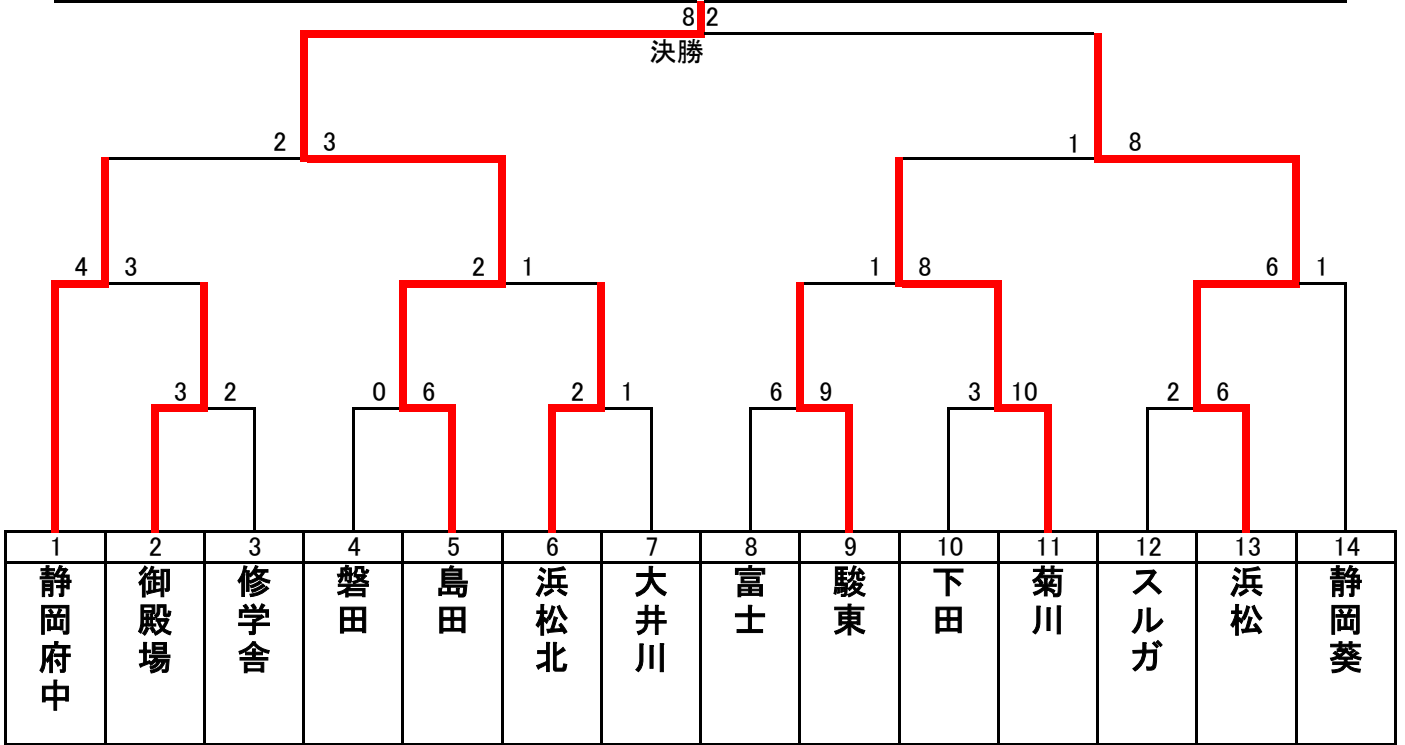 8 2
決勝
2 3 1 8
4 3 2 1 1 8 6 1
3 2 0 6 2 1 6 9 3 10 2 6
1 2 3 4 5 6 7 8 9 10 11 12 13 14
静岡府中
御殿場
修学舎
磐田
島田
浜松北
大井川
富士
駿東
下田
菊川
スルガ
浜松
静岡葵